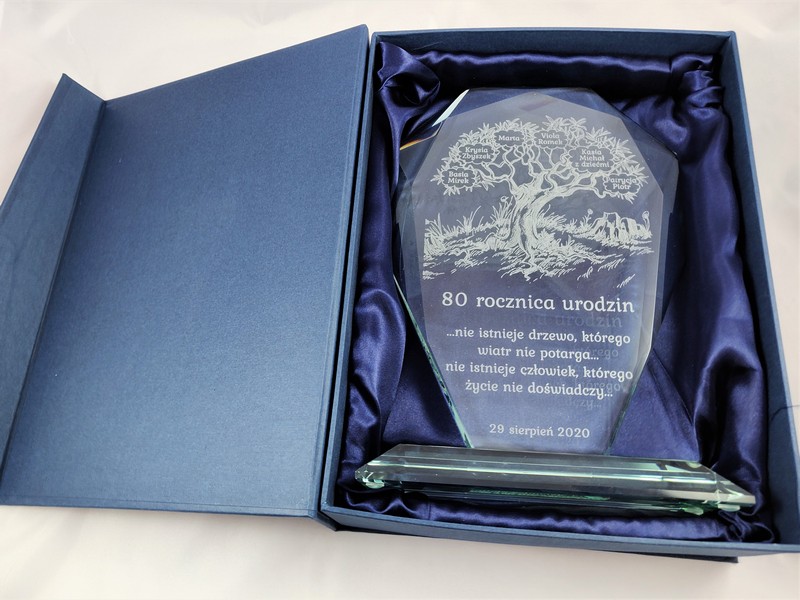 Basia
Mirek
Krysia
Zbyszek
Marta
Viola
Romek
Kasia
Michał
z dziećmi
Patrycja
Piotr
80 rocznica urodzin
...nie istnieje drzewo, którego
wiatr nie potarga...
nie istnieje człowiek, którego
życie nie doświadczy...
29 sierpień 2020